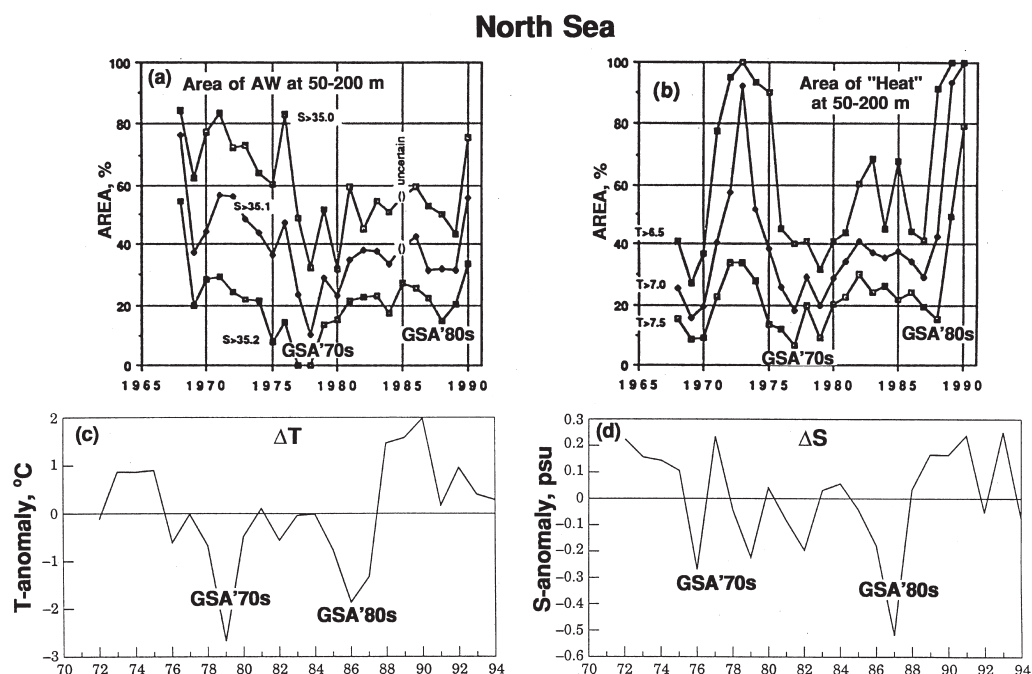 North Sea
(a) Area of AW at 50-200 m
AREA, %
100
80
60
40
20
0
S>35.0
S>35.1
S>35.2
() uncertain
()
GSA'70s
GSA'80s
1965 1970 1975 1980 1985 1990
(b) Area of "Heat"
at 50-200 m
AREA, %
100
80
60
40
20
0
T>6.5
T>7.0
T>7.5
GSA'70s
GSA'80s
1965 1970 1975 1980 1985 1990
(c) ΔT
T-anomaly, ºC
2
1
0
−1
−2
−3
GSA'70s
GSA'80s
70 72 74 76 78 80 82 84 86 88 90 92 94
(d) ΔS
S-anomaly, psu
0.3
0.2
0.1
0
−0.1
−0.2
−0.3
−0.4
−0.5
−0.6
GSA'70s
GSA'80s
70 72 74 76 78 80 82 84 86 88 90 92 94